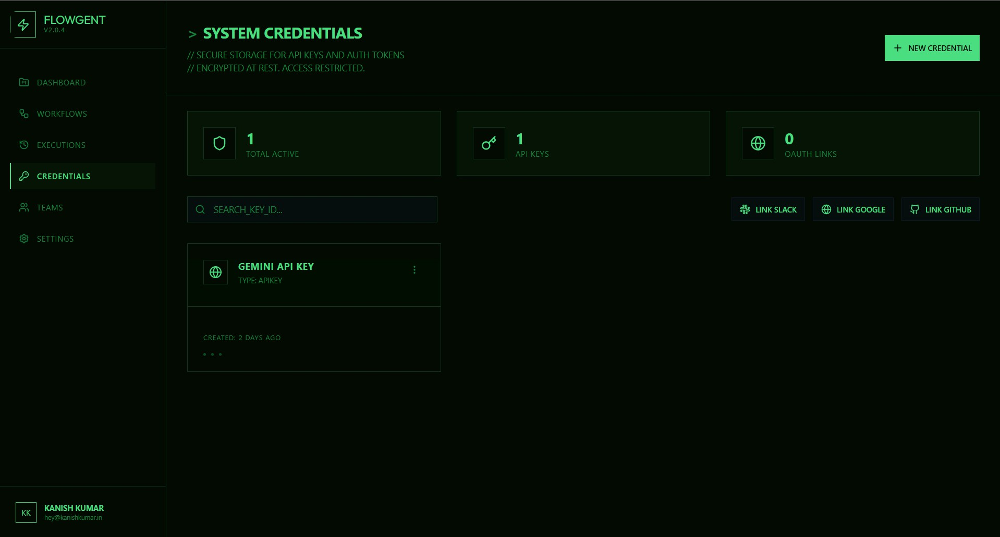 FLOWGENT
V2.0.4
DASHBOARD
WORKFLOWS
EXECUTIONS
CREDENTIALS
TEAMS
SETTINGS
KK
KANISH KUMAR
hey@kanishkumar.in
> SYSTEM CREDENTIALS
// SECURE STORAGE FOR API KEYS AND AUTH TOKENS
// ENCRYPTED AT REST. ACCESS RESTRICTED.
+ NEW CREDENTIAL
1
TOTAL ACTIVE
1
API KEYS
0
OAUTH LINKS
SEARCH_KEY_ID...
LINK SLACK
LINK GOOGLE
LINK GITHUB
GEMINI API KEY
TYPE: APIKEY
CREATED: 2 DAYS AGO